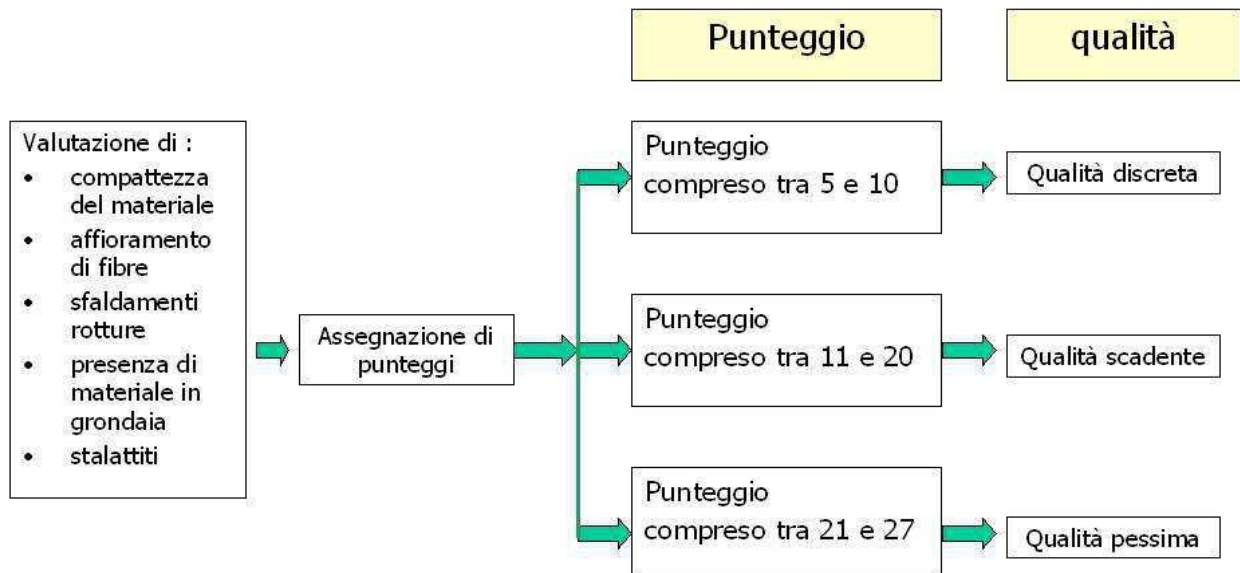 Punteggio
qualità
Valutazione di :
• compattezza
del materiale
• affioramento
di fibre
• sfaldamenti
rotture
• presenza di
materiale in
grondaia
• stalattiti
Assegnazione di
punteggi
Punteggio
compreso tra 5 e 10
Qualità discreta
Punteggio
compreso tra 11 e 20
Qualità scadente
Punteggio
compreso tra 21 e 27
Qualità pessima